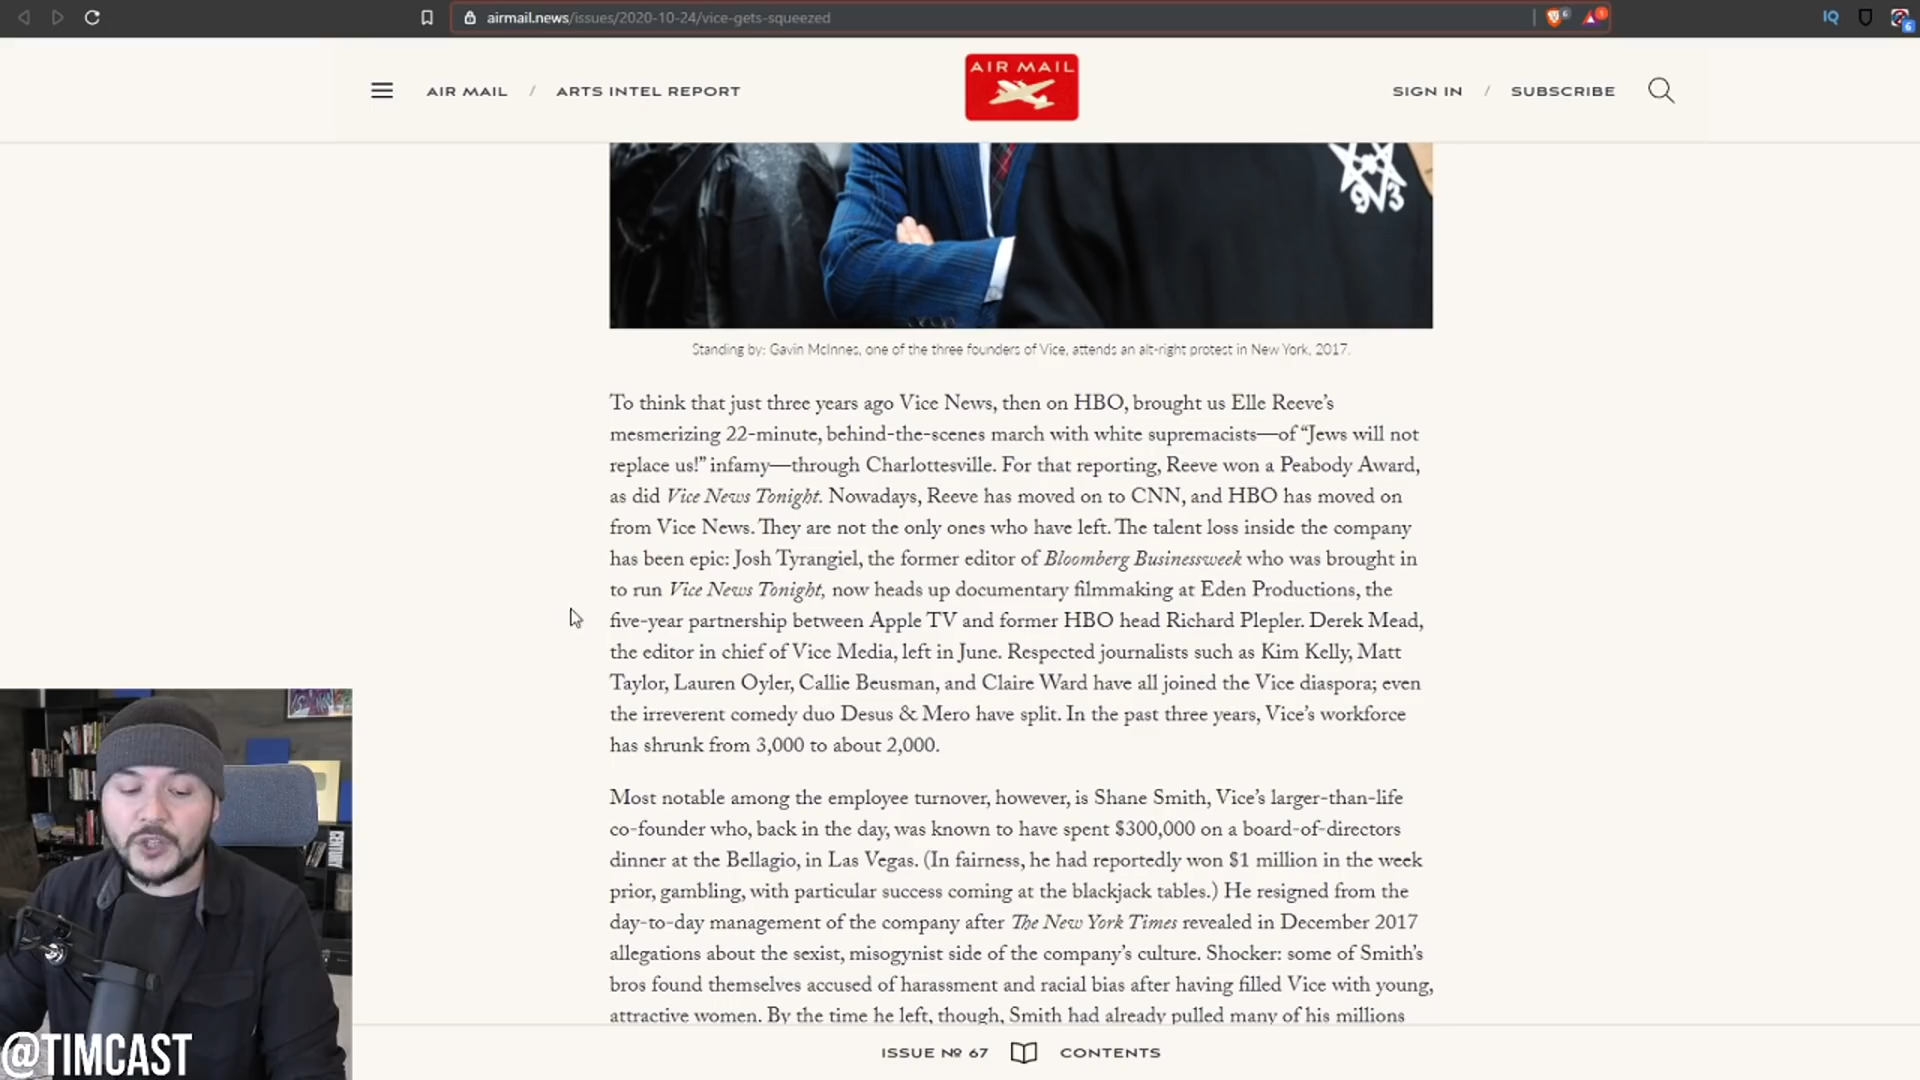 airmail.news/issues/2020-10-24/vice-gets-squeezed
6
1
IQ
6
AIR MAIL / ARTS INTEL REPORT
AIR MAIL
SIGN IN / SUBSCRIBE
93
Standing by: Gavin McInnes, one of the three founders of Vice, attends an alt-right protest in New York, 2017.
To think that just three years ago Vice News, then on HBO, brought us Elle Reeve's
mesmerizing 22-minute, behind-the-scenes march with white supremacists—of “Jews will not
replace us!” infamy—through Charlottesville. For that reporting, Reeve won a Peabody Award,
as did Vice News Tonight. Nowadays, Reeve has moved on to CNN, and HBO has moved on
from Vice News. They are not the only ones who have left. The talent loss inside the company
has been epic: Josh Tyrangiel, the former editor of Bloomberg Businessweek who was brought in
to run Vice News Tonight, now heads up documentary filmmaking at Eden Productions, the
five-year partnership between Apple TV and former HBO head Richard Plepler. Derek Mead,
the editor in chief of Vice Media, left in June. Respected journalists such as Kim Kelly, Matt
Taylor, Lauren Oyler, Callie Beusman, and Claire Ward have all joined the Vice diaspora; even
the irreverent comedy duo Desus & Mero have split. In the past three years, Vice's workforce
has shrunk from 3,000 to about 2,000.
Most notable among the employee turnover, however, is Shane Smith, Vice's larger-than-life
co-founder who, back in the day, was known to have spent $300,000 on a board-of-directors
dinner at the Bellagio, in Las Vegas. (In fairness, he had reportedly won $1 million in the week
prior, gambling, with particular success coming at the blackjack tables.) He resigned from the
day-to-day management of the company after The New York Times revealed in December 2017
allegations about the sexist, misogynist side of the company's culture. Shocker: some of Smith's
bros found themselves accused of harassment and racial bias after having filled Vice with young,
attractive women. By the time he left, though, Smith had already pulled many of his millions
ISSUE Nº 67 CONTENTS
@TIMCAST